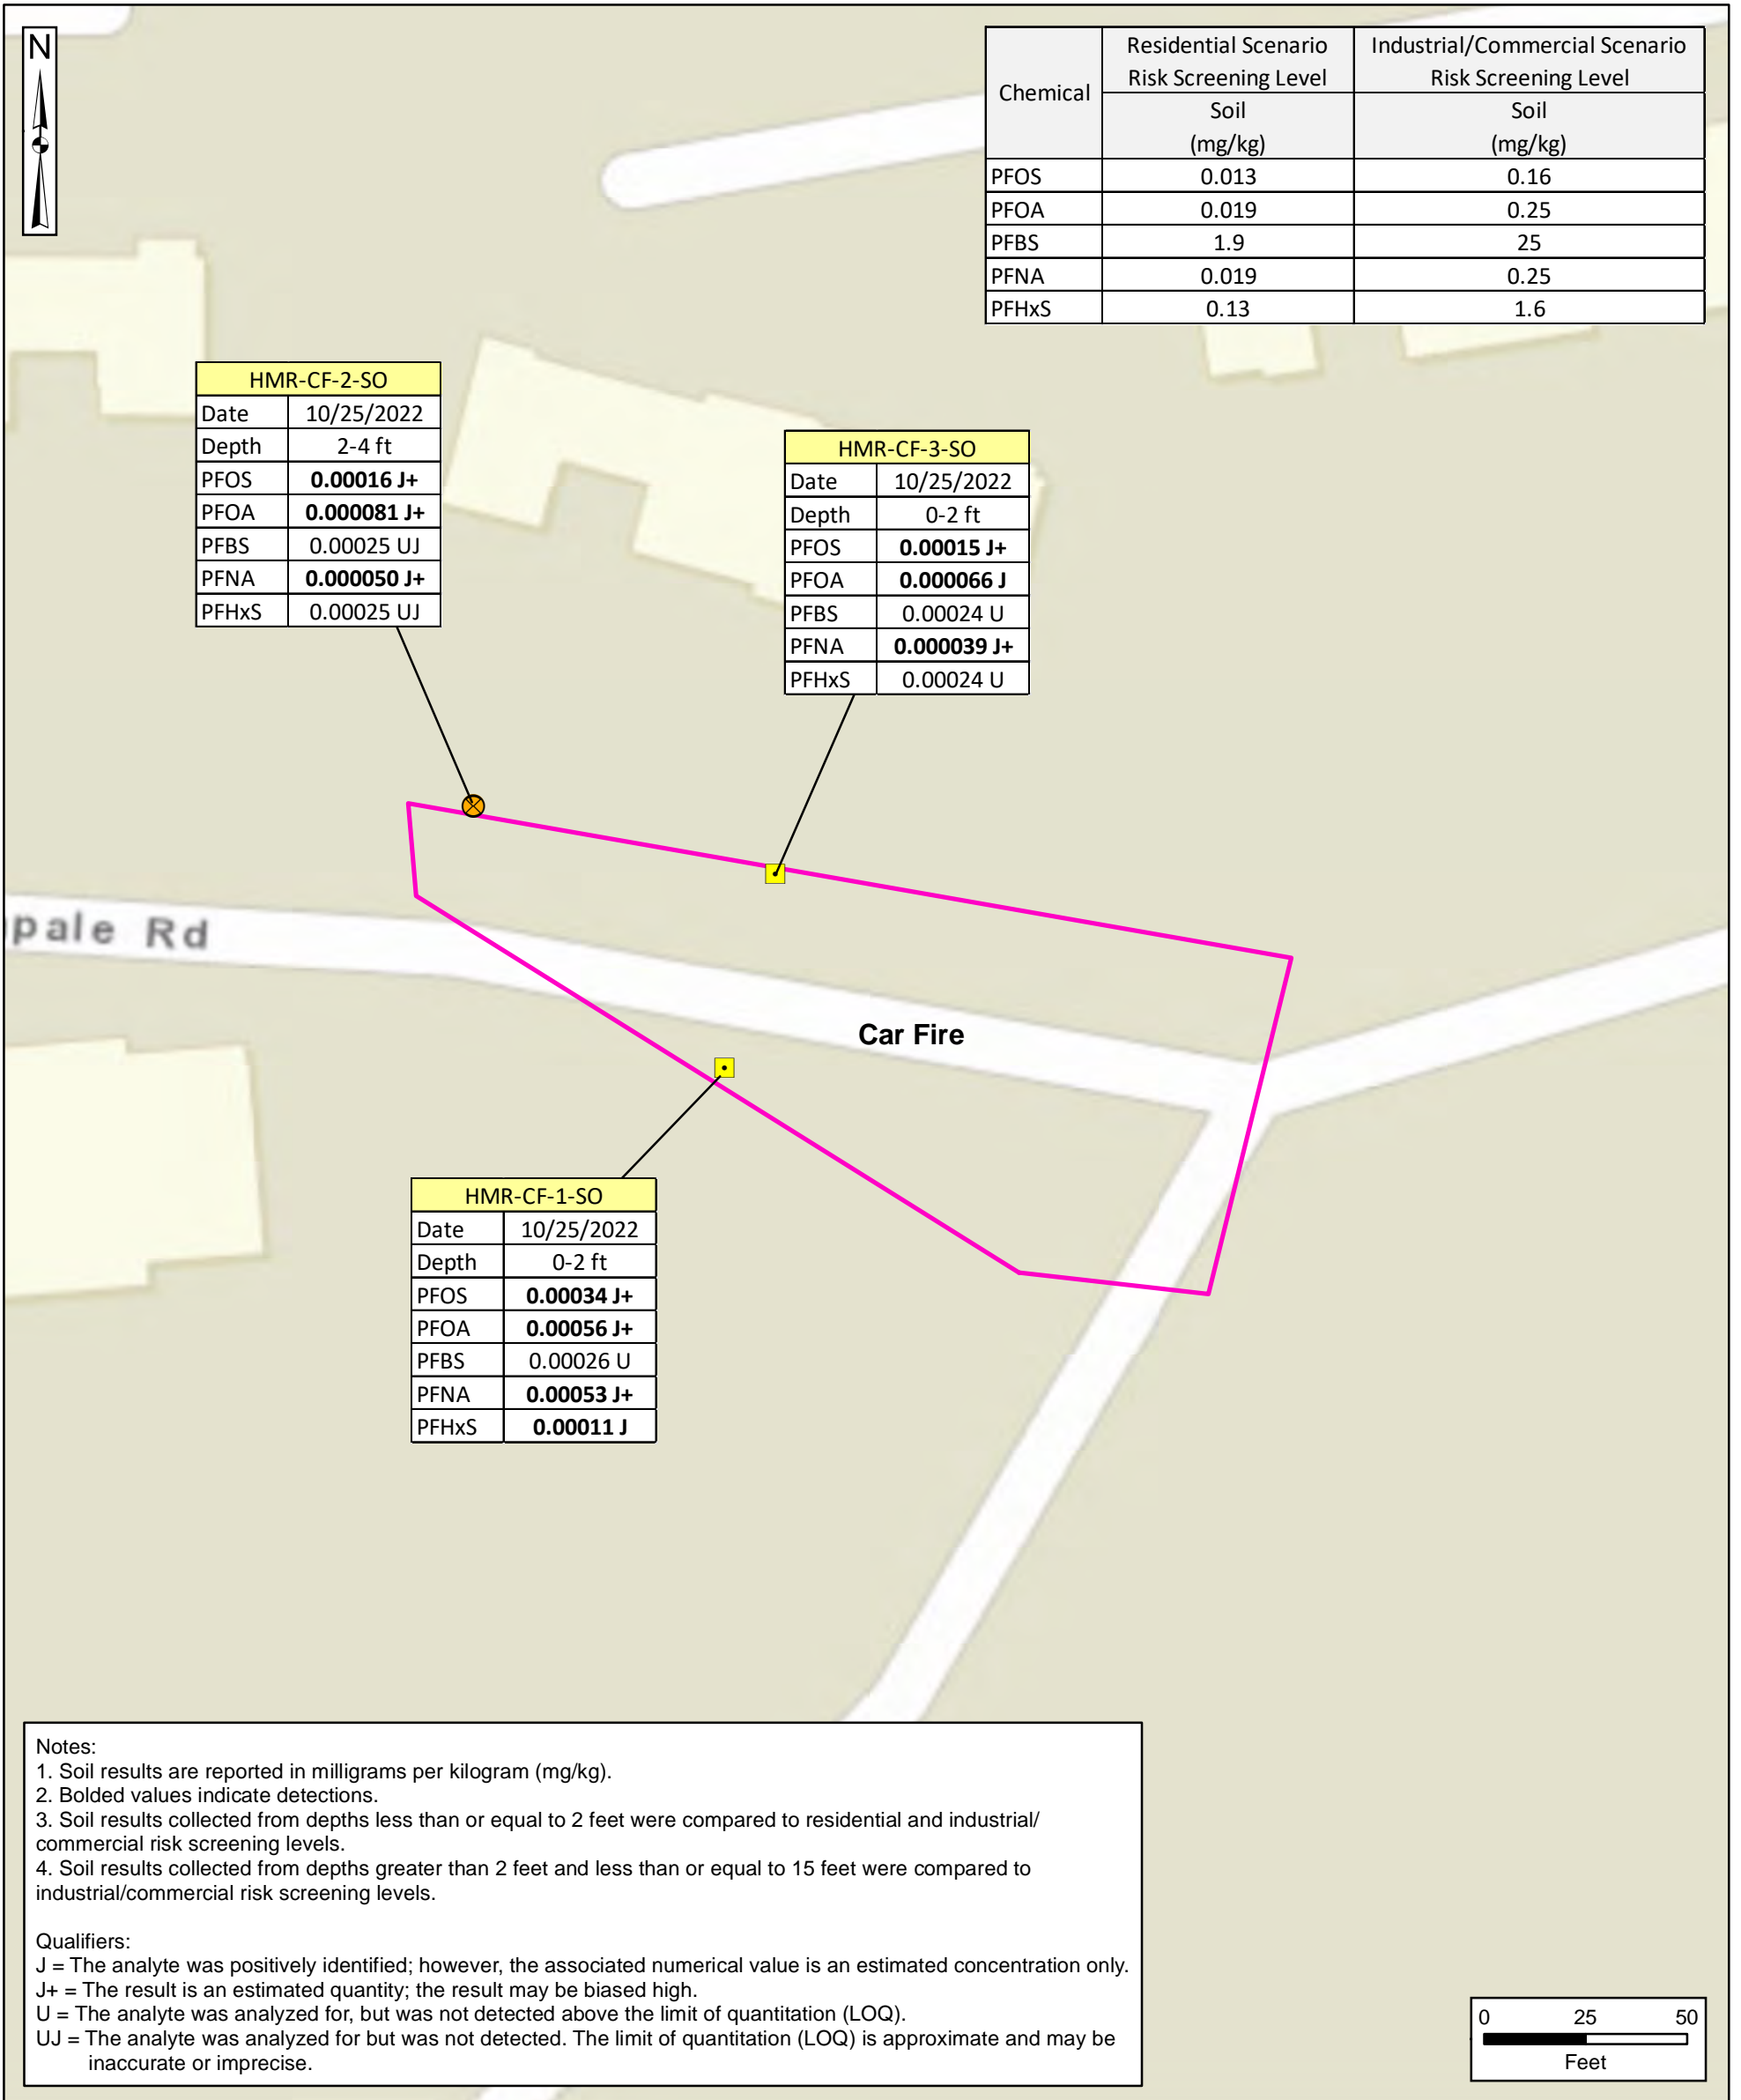 N
Chemical | Residential Scenario Risk Screening Level | Industrial/Commercial Scenario Risk Screening Level
Soil (mg/kg) | Soil (mg/kg)
PFOS | 0.013 | 0.16
PFOA | 0.019 | 0.25
PFBS | 1.9 | 25
PFNA | 0.019 | 0.25
PFHxS | 0.13 | 1.6
HMR-CF-2-SO
Date 10/25/2022
Depth 2-4 ft
PFOS 0.00016 J+
PFOA 0.000081 J+
PFBS 0.00025 UJ
PFNA 0.000050 J+
PFHxS 0.00025 UJ
HMR-CF-3-SO
Date 10/25/2022
Depth 0-2 ft
PFOS 0.00015 J+
PFOA 0.000066 J
PFBS 0.00024 U
PFNA 0.000039 J+
PFHxS 0.00024 U
pale Rd
Car Fire
HMR-CF-1-SO
Date 10/25/2022
Depth 0-2 ft
PFOS 0.00034 J+
PFOA 0.00056 J+
PFBS 0.00026 U
PFNA 0.00053 J+
PFHxS 0.00011 J
Notes:
1. Soil results are reported in milligrams per kilogram (mg/kg).
2. Bolded values indicate detections.
3. Soil results collected from depths less than or equal to 2 feet were compared to residential and industrial/
commercial risk screening levels.
4. Soil results collected from depths greater than 2 feet and less than or equal to 15 feet were compared to
industrial/commercial risk screening levels.
Qualifiers:
J = The analyte was positively identified; however, the associated numerical value is an estimated concentration only.
J+ = The result is an estimated quantity; the result may be biased high.
U = The analyte was analyzed for, but was not detected above the limit of quantitation (LOQ).
UJ = The analyte was analyzed for but was not detected. The limit of quantitation (LOQ) is approximate and may be
inaccurate or imprecise.
0 25 50
Feet